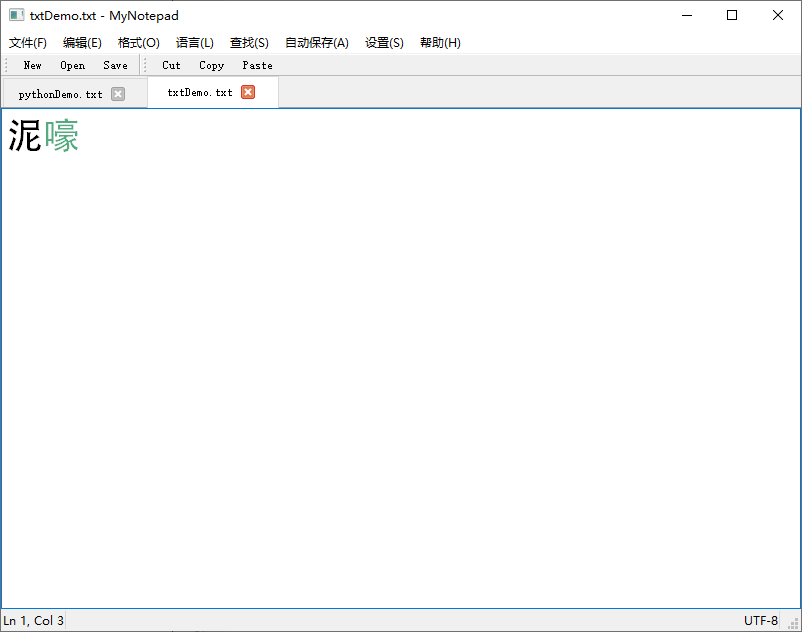 txtDemo.txt - MyNotepad
文件(F) 编辑(E) 格式(O) 语言(L) 查找(S) 自动保存(A) 设置(S) 帮助(H)
New Open Save Cut Copy Paste
pythonDemo.txt txtDemo.txt
泥嚎
Ln 1, Col 3 UTF-8